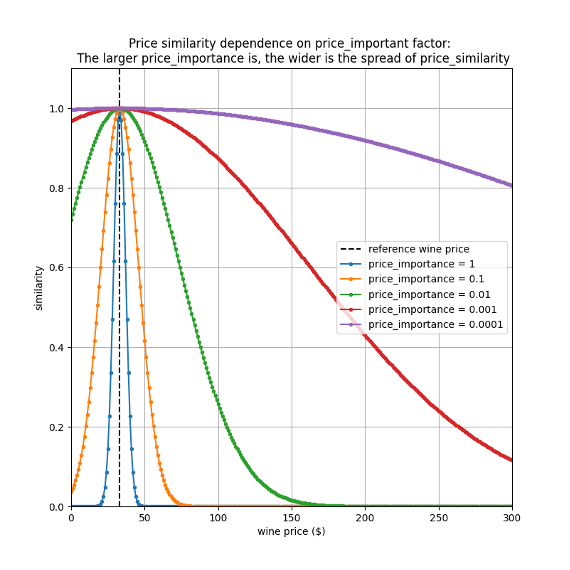 Price similarity dependence on price_important factor:
The larger price_importance is, the wider is the spread of price_similarity
1.0
0.8
0.6
0.4
0.2
0.0
similarity
reference wine price
price_importance = 1
price_importance = 0.1
price_importance = 0.01
price_importance = 0.001
price_importance = 0.0001
0
50
100
150
200
250
300
wine price ($)